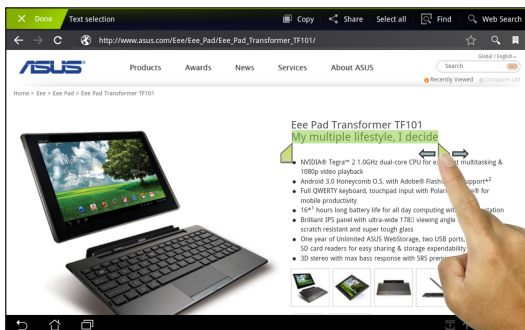 Done Text selection Copy Share Select all Find Web Search
http://www.asus.com/Eee/Eee_Pad/Eee_Pad_Transformer_TF101/
Global / English
ASUS Products Awards News Services About ASUS Search
Recently Viewed Compare List
Home > Eee > Eee Pad > Eee Pad Transformer TF101
Eee Pad Transformer TF101
My multiple lifestyle, I decide
NVIDIA® Tegra™ 2 1.0GHz dual-core CPU for multitasking &
1080p video playback
Android 3.0 Honeycomb O.S. with Adobe® Flash support*2
Full QWERTY keyboard, touchpad input with for
mobile productivity
16*1 hours long battery life for all day computing
Brilliant IPS panel with ultra-wide 178 viewing angle
scratch resistant and super tough glass
One year of Unlimited ASUS WebStorage, two USB ports,
SD card readers for easy sharing & storage expendability
3D stereo with max bass response with SRS